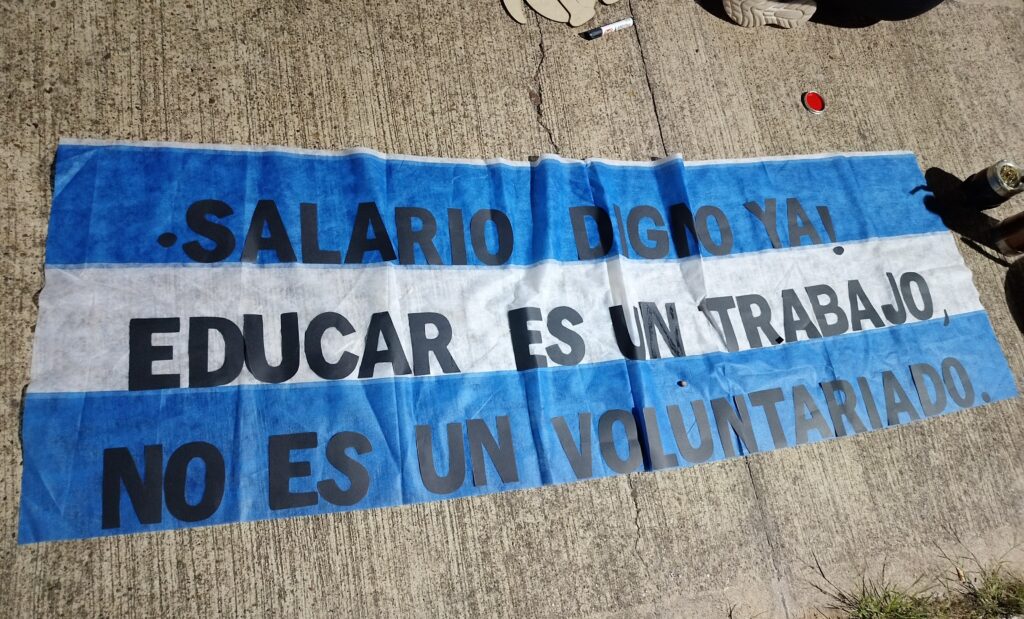 ·SALARIO DIGNO YA!
EDUCAR ES UN TRABAJO,
NO ES UN VOLUNTARIADO.